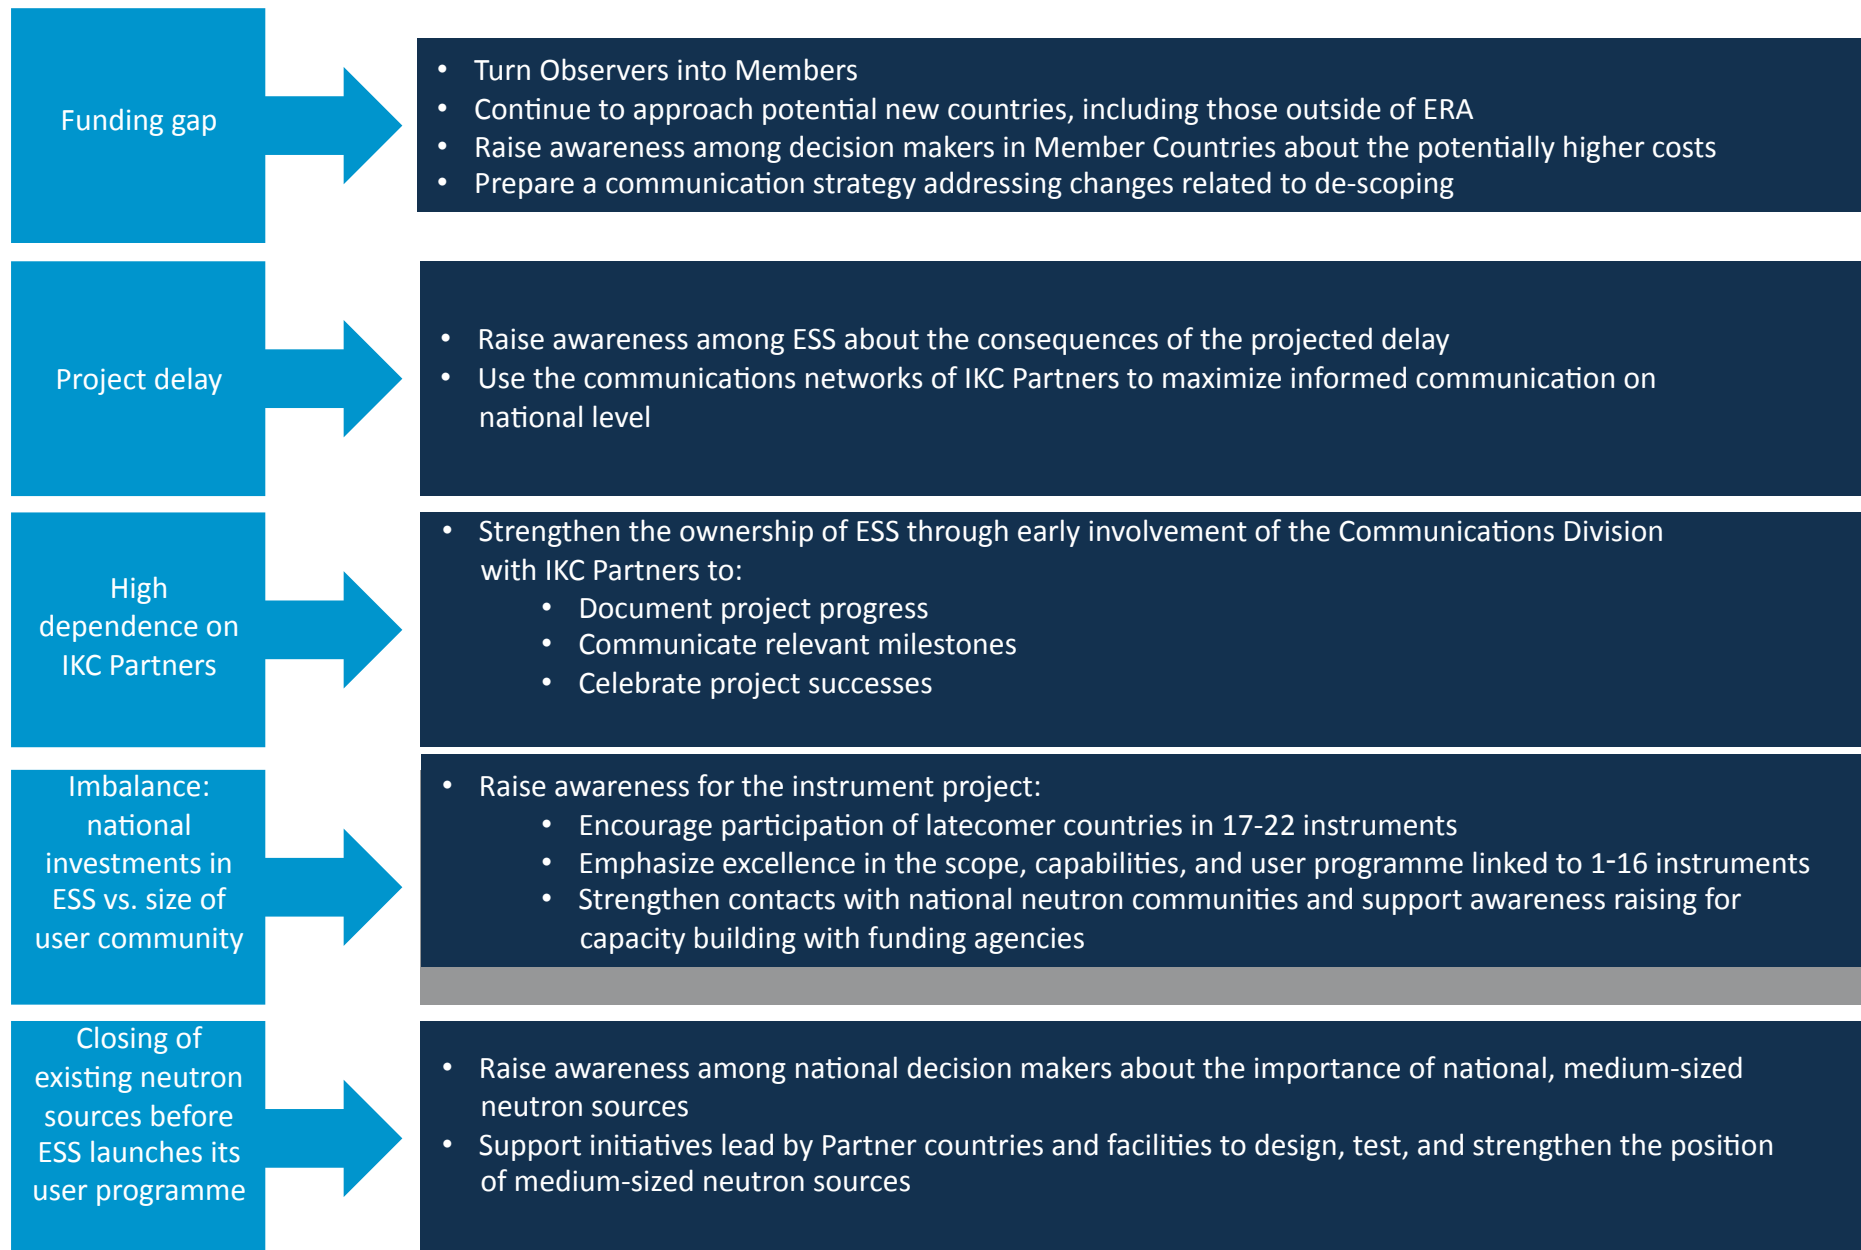 Funding gap
• Turn Observers into Members
• Continue to approach potential new countries, including those outside of ERA
• Raise awareness among decision makers in Member Countries about the potentially higher costs
• Prepare a communication strategy addressing changes related to de-scoping
Project delay
• Raise awareness among ESS about the consequences of the projected delay
• Use the communications networks of IKC Partners to maximize informed communication on
national level
High
dependence on
IKC Partners
• Strengthen the ownership of ESS through early involvement of the Communications Division
with IKC Partners to:
• Document project progress
• Communicate relevant milestones
• Celebrate project successes
Imbalance:
national
investments in
ESS vs. size of
user community
• Raise awareness for the instrument project:
• Encourage participation of latecomer countries in 17-22 instruments
• Emphasize excellence in the scope, capabilities, and user programme linked to 1-16 instruments
• Strengthen contacts with national neutron communities and support awareness raising for
capacity building with funding agencies
Closing of
existing neutron
sources before
ESS launches its
user programme
• Raise awareness among national decision makers about the importance of national, medium-sized
neutron sources
• Support initiatives lead by Partner countries and facilities to design, test, and strengthen the position
of medium-sized neutron sources